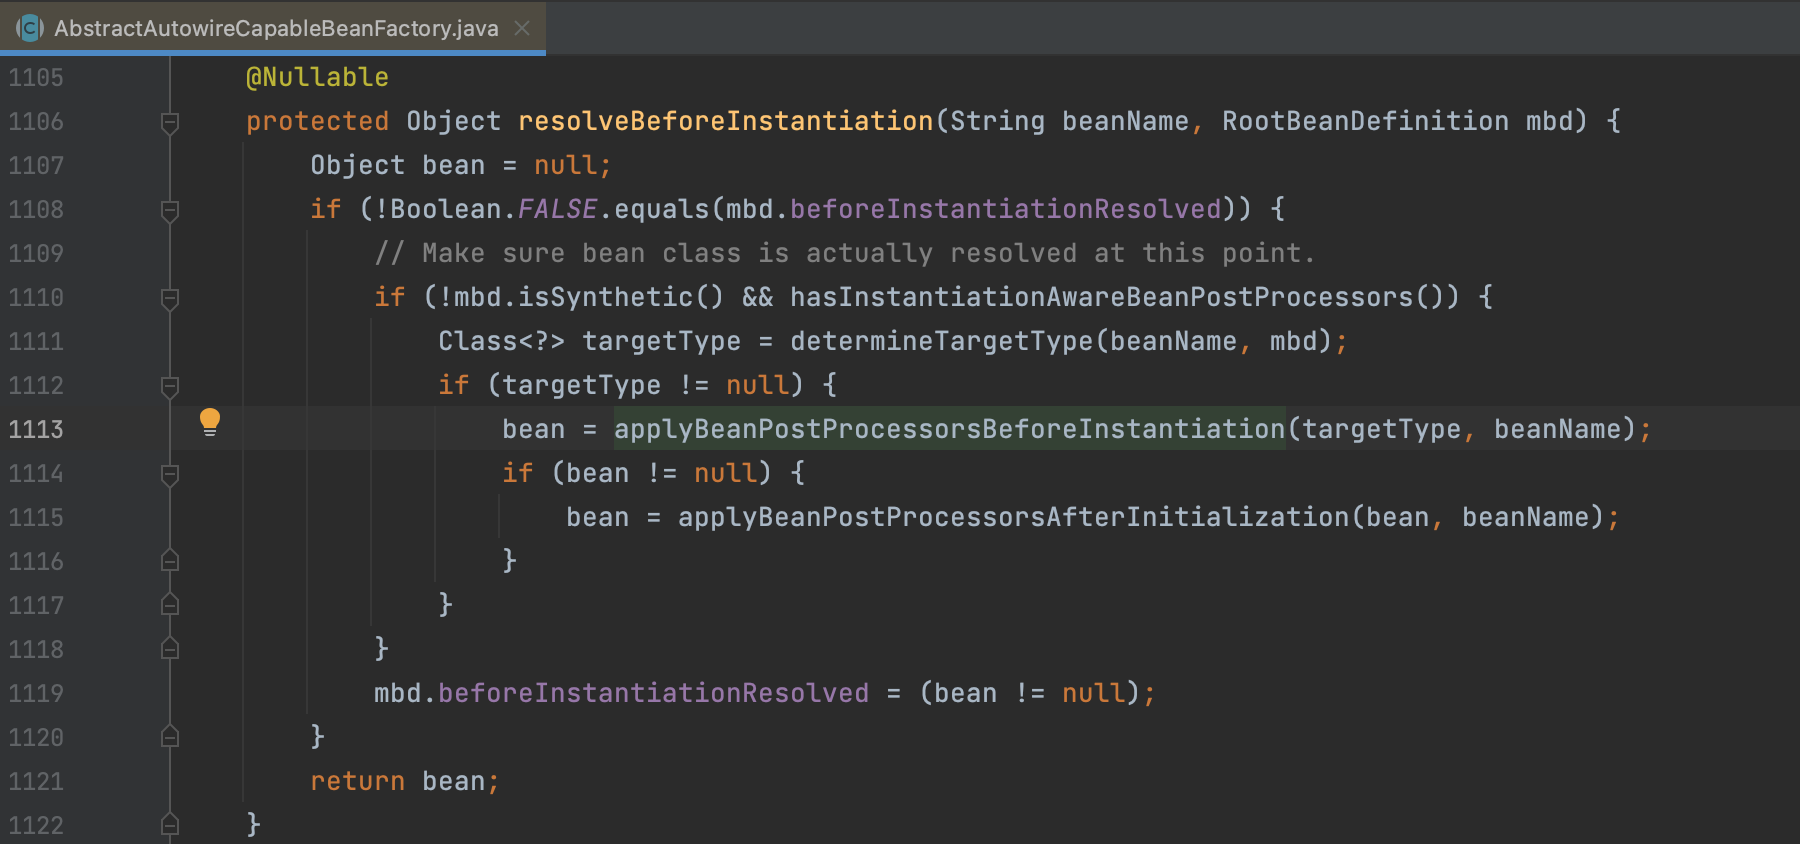 AbstractAutowireCapableBeanFactory.java
1105 @Nullable
1106 protected Object resolveBeforeInstantiation(String beanName, RootBeanDefinition mbd) {
1107 Object bean = null;
1108 if (!Boolean.FALSE.equals(mbd.beforeInstantiationResolved)) {
1109 // Make sure bean class is actually resolved at this point.
1110 if (!mbd.isSynthetic() && hasInstantiationAwareBeanPostProcessors()) {
1111 Class<?> targetType = determineTargetType(beanName, mbd);
1112 if (targetType != null) {
1113 bean = applyBeanPostProcessorsBeforeInstantiation(targetType, beanName);
1114 if (bean != null) {
1115 bean = applyBeanPostProcessorsAfterInitialization(bean, beanName);
1116 }
1117 }
1118 }
1119 mbd.beforeInstantiationResolved = (bean != null);
1120 }
1121 return bean;
1122 }